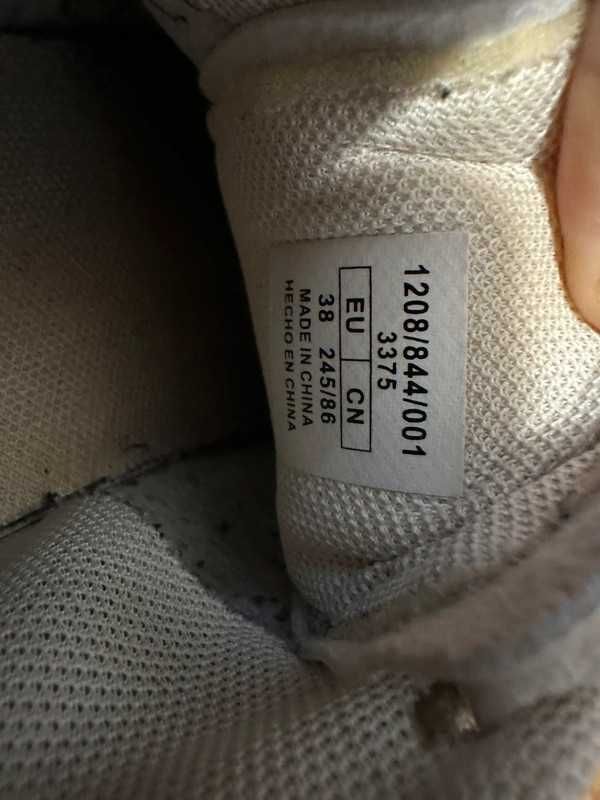 1208/844/001
3375
EU CN
38 245/86
MADE IN CHINA
HECHO EN CHINA